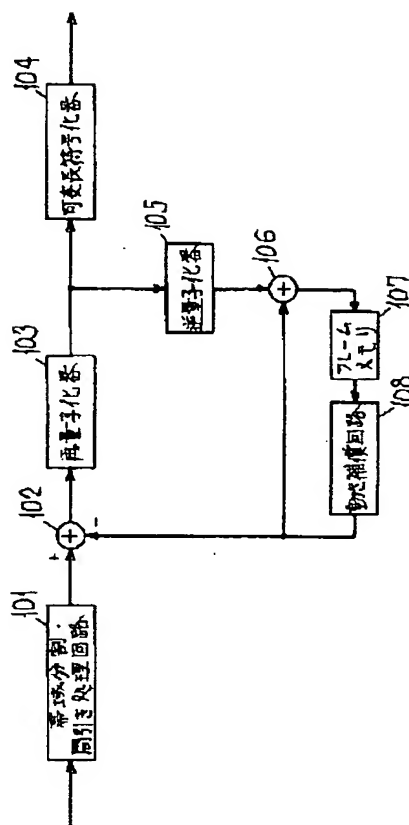 101
帯域分割・
間引き処理回路
102
+
-
103
再量子化器
104
可変長符号化器
105
逆量子化器
106
+
107
フレーム
メモリ
108
動き補償回路